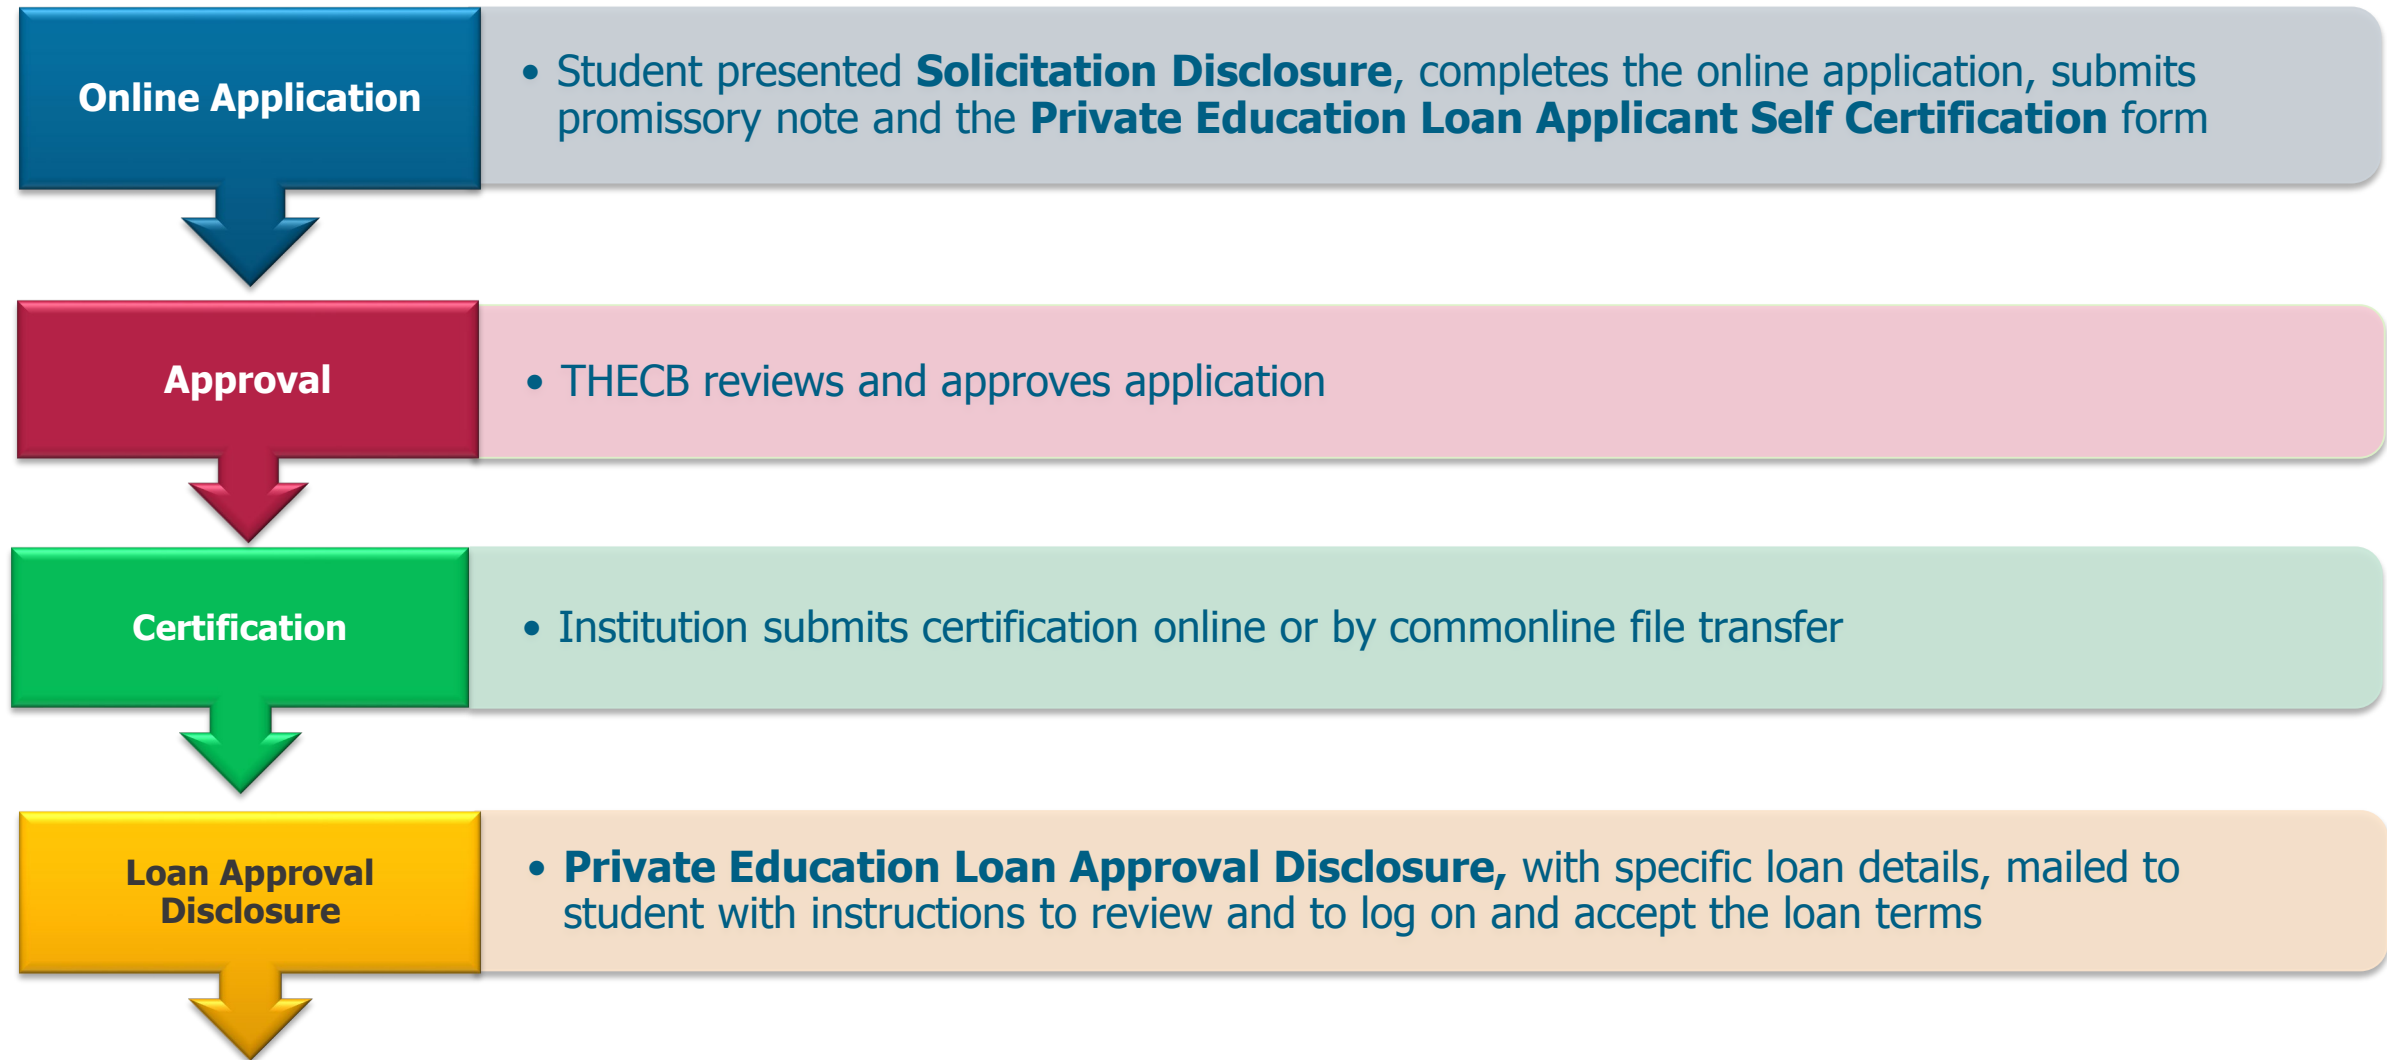 Online Application
• Student presented Solicitation Disclosure, completes the online application, submits
promissory note and the Private Education Loan Applicant Self Certification form
Approval
• THECB reviews and approves application
Certification
• Institution submits certification online or by commonline file transfer
Loan Approval
Disclosure
• Private Education Loan Approval Disclosure, with specific loan details, mailed to
student with instructions to review and to log on and accept the loan terms